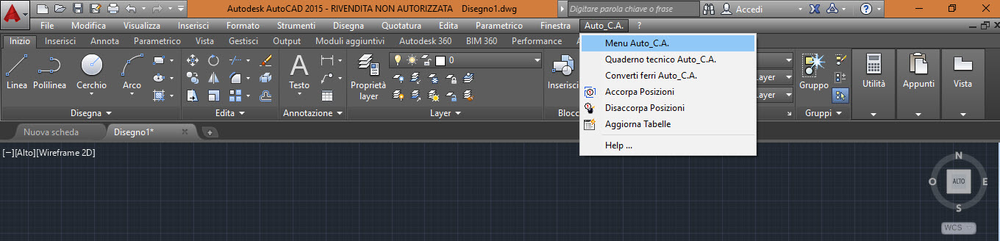 Autodesk AutoCAD 2015 - RIVENDITA NON AUTORIZZATA Disegno1.dwg
Digitare parola chiave o frase
Accedi
File Modifica Visualizza Inserisci Formato Strumenti Disegna Quotatura Edita Parametrico Finestra Auto_C.A. ?
Inizio Inserisci Annota Parametrico Vista Gestisci Output Moduli aggiuntivi Autodesk 360 BIM 360 Performance
Menu Auto_C.A.
Quaderno tecnico Auto_C.A.
Converti ferri Auto_C.A.
Accorpa Posizioni
Disaccorpa Posizioni
Aggiorna Tabelle
Help ...
0
Linea Polilinea Cerchio Arco
Testo
Proprietà
layer
Inserisci
Layer
Layer
Gruppo
Utilità
Appunti
Vista
Disegna Edita Annotazione Layer Blocc Gruppi
Nuova scheda Disegno1*
[−][Alto][Wireframe 2D]
N
O ALTO E
S
WCS